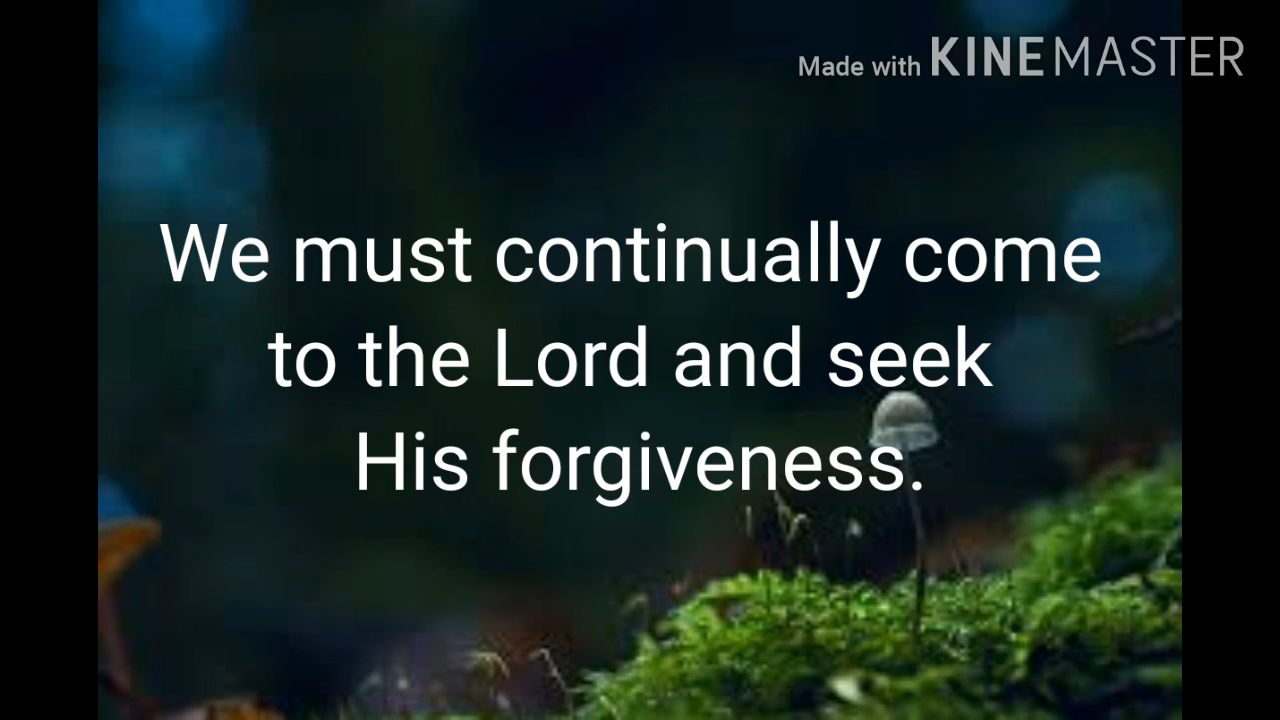 Made with KINEMASTER
We must continually come
to the Lord and seek
His forgiveness.